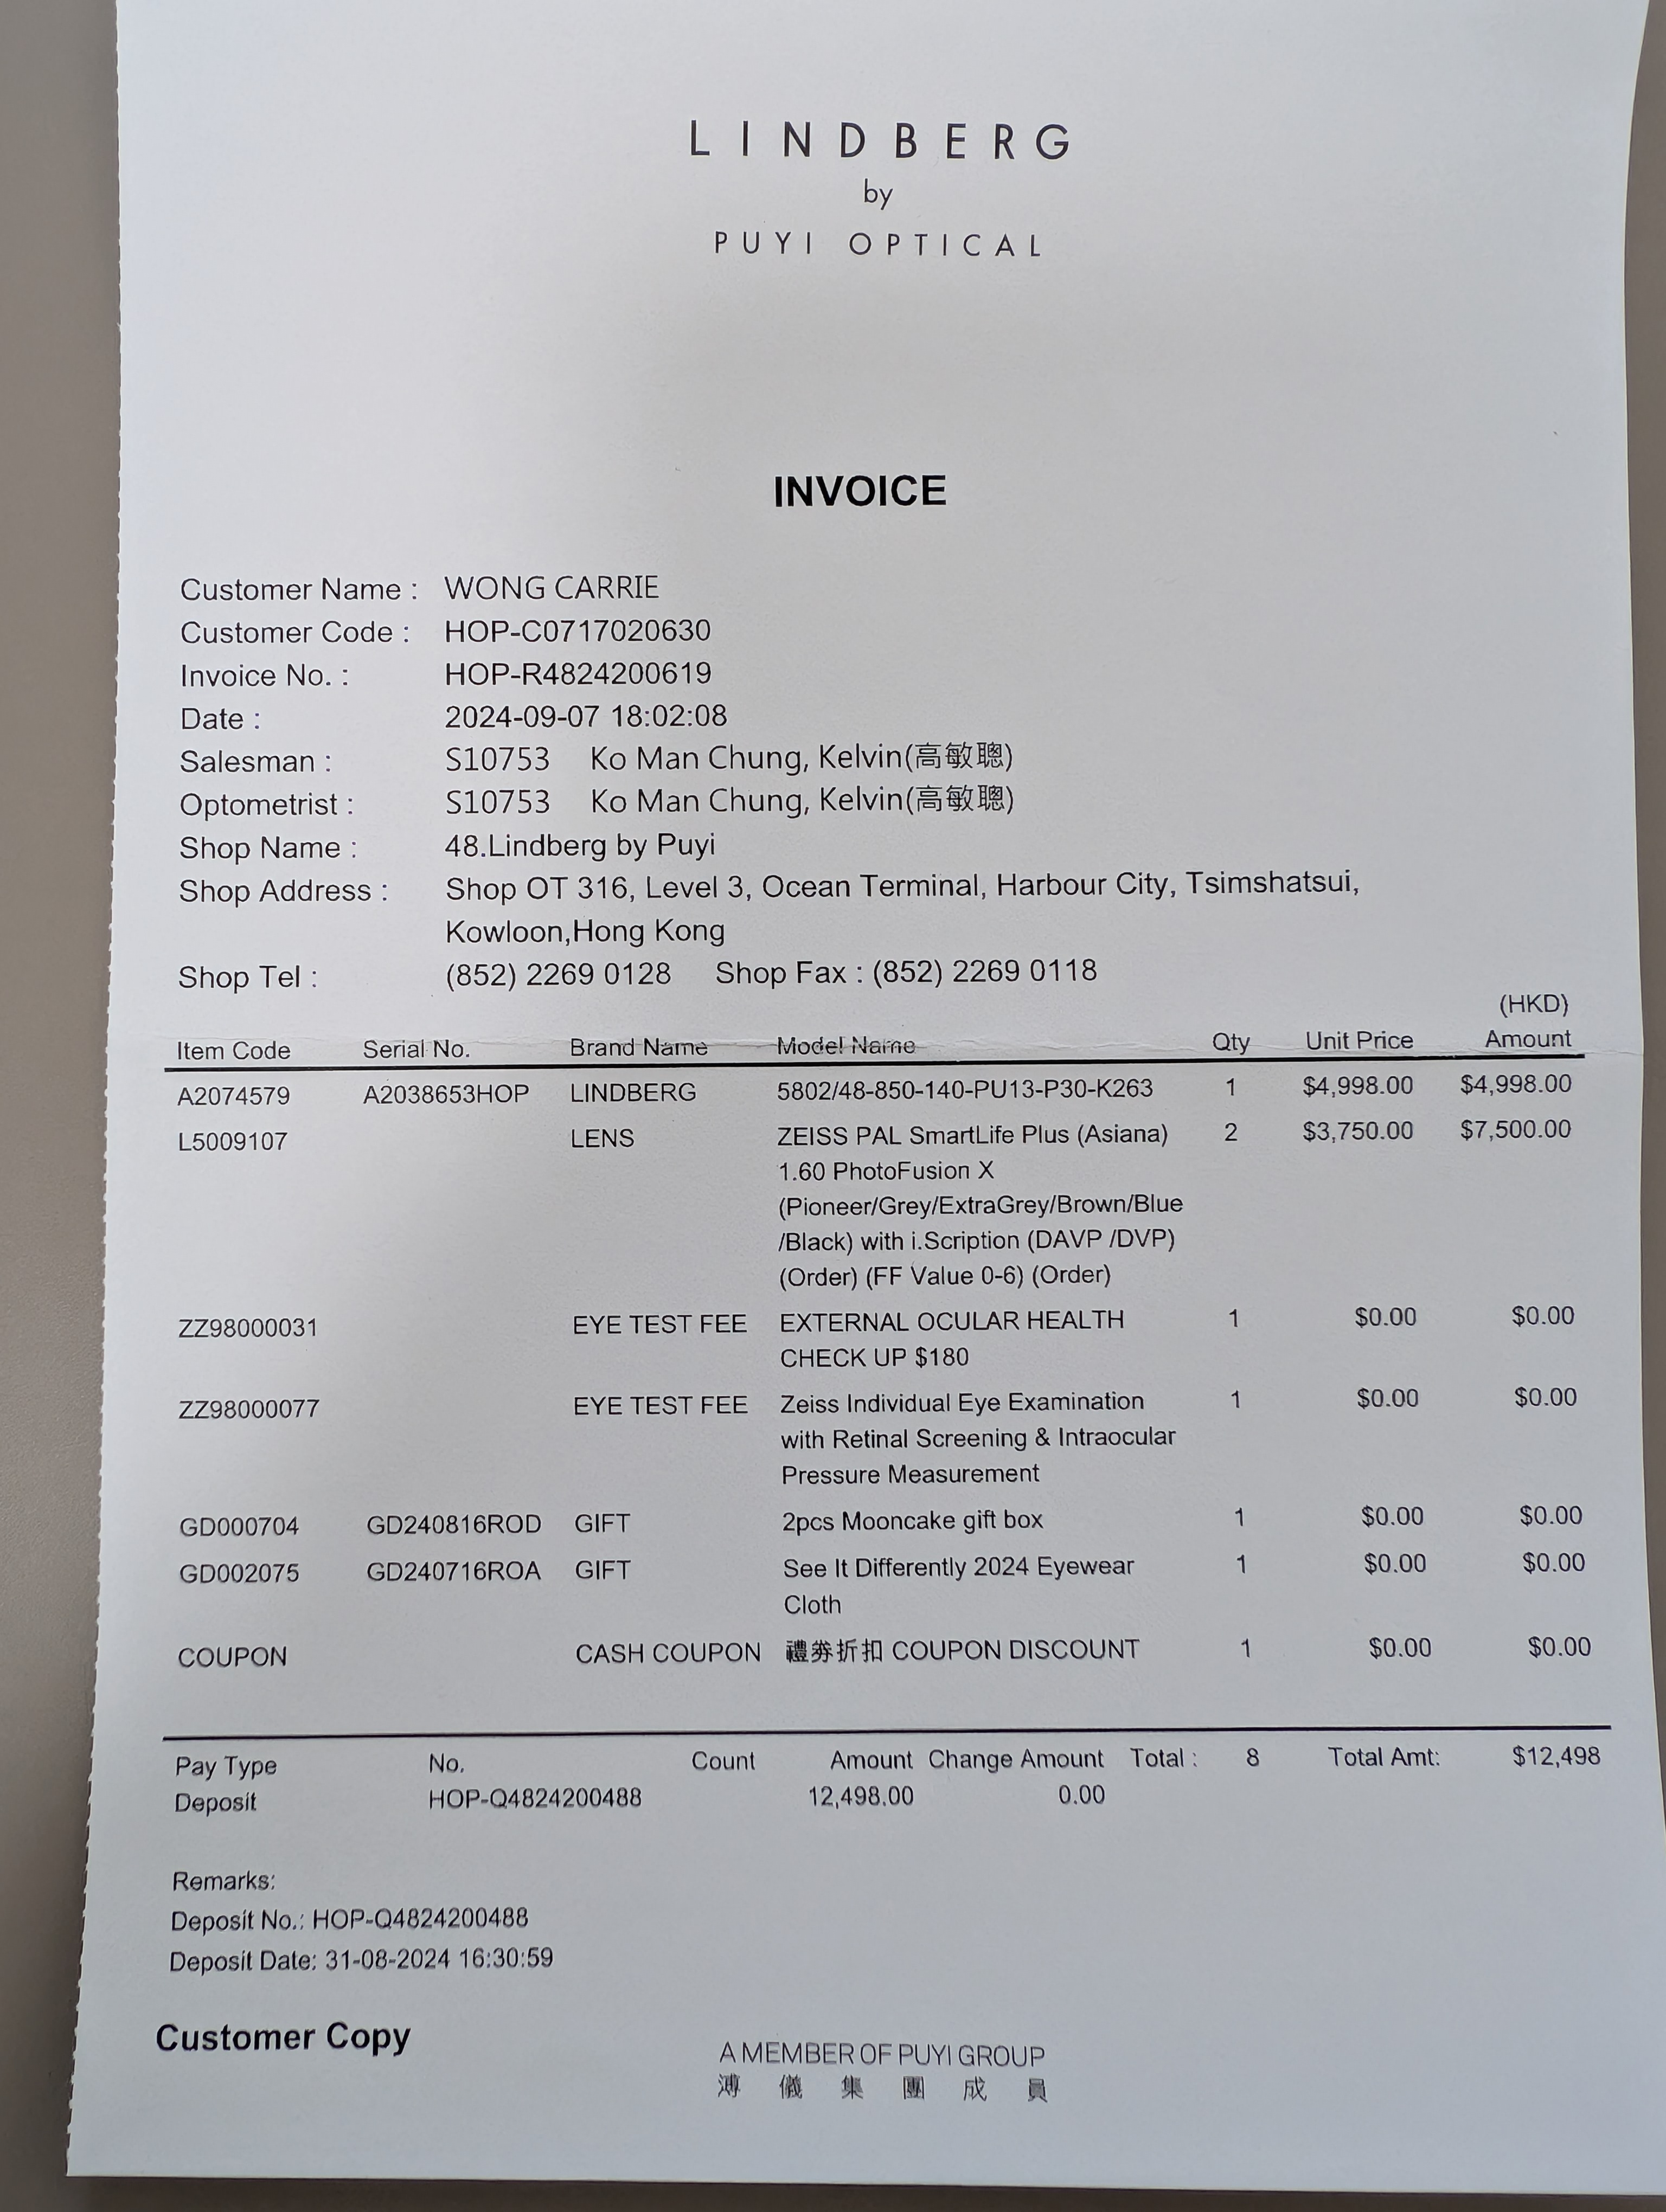 LINDBERG
by
PUYI OPTICAL
INVOICE
Customer Name : WONG CARRIE
Customer Code : HOP-C0717020630
Invoice No. : HOP-R4824200619
Date : 2024-09-07 18:02:08
Salesman : S10753 Ko Man Chung, Kelvin(高敏聰)
Optometrist : S10753 Ko Man Chung, Kelvin(高敏聰)
Shop Name : 48.Lindberg by Puyi
Shop Address : Shop OT 316, Level 3, Ocean Terminal, Harbour City, Tsimshatsui,
Kowloon,Hong Kong
Shop Tel : (852) 2269 0128 Shop Fax : (852) 2269 0118
(HKD)
Item Code Serial No. Brand Name Model Name Qty Unit Price Amount
A2074579 A2038653HOP LINDBERG 5802/48-850-140-PU13-P30-K263 1 $4,998.00 $4,998.00
L5009107 LENS ZEISS PAL SmartLife Plus (Asiana) 2 $3,750.00 $7,500.00
1.60 PhotoFusion X
(Pioneer/Grey/ExtraGrey/Brown/Blue
/Black) with i.Scription (DAVP /DVP)
(Order) (FF Value 0-6) (Order)
ZZ98000031 EYE TEST FEE EXTERNAL OCULAR HEALTH 1 $0.00 $0.00
CHECK UP $180
ZZ98000077 EYE TEST FEE Zeiss Individual Eye Examination 1 $0.00 $0.00
with Retinal Screening & Intraocular
Pressure Measurement
GD000704 GD240816ROD GIFT 2pcs Mooncake gift box 1 $0.00 $0.00
GD002075 GD240716ROA GIFT See It Differently 2024 Eyewear 1 $0.00 $0.00
Cloth
COUPON CASH COUPON 禮券折扣 COUPON DISCOUNT 1 $0.00 $0.00
Pay Type No. Count Amount Change Amount Total : 8 Total Amt: $12,498
Deposit HOP-Q4824200488 12,498.00 0.00
Remarks:
Deposit No.: HOP-Q4824200488
Deposit Date: 31-08-2024 16:30:59
Customer Copy
A MEMBER OF PUYI GROUP
溥儀集團成員